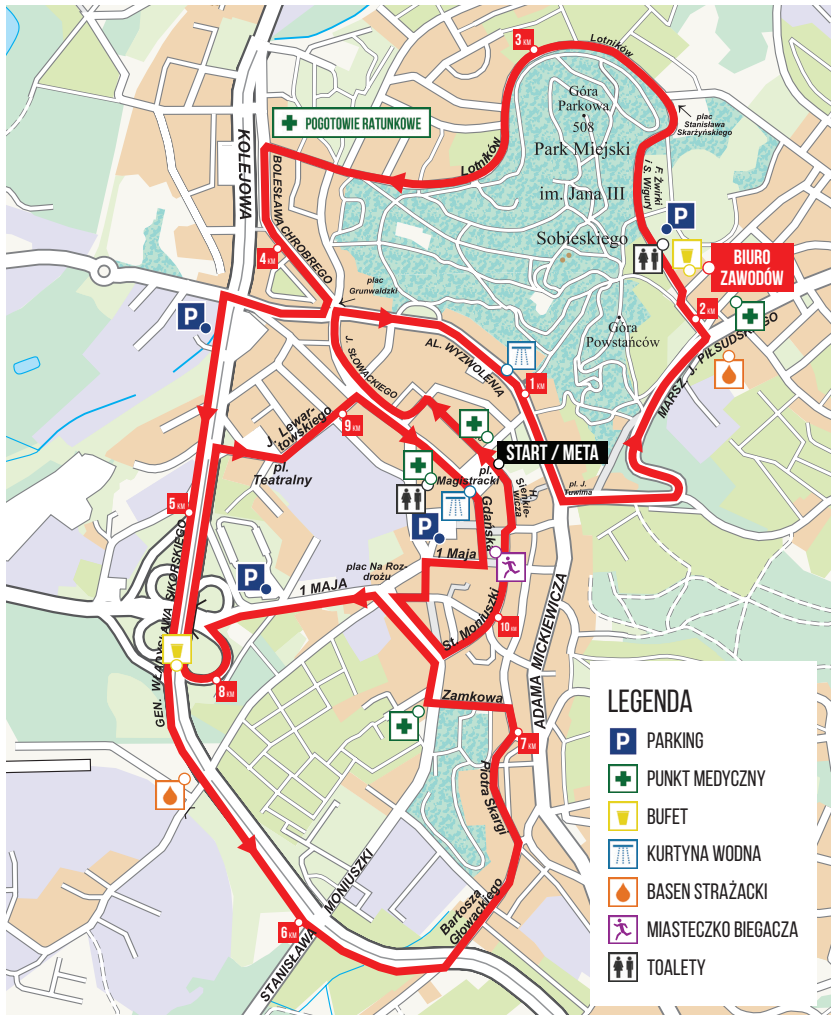 3 KM
Lotników
Góra
Parkowa
508
plac
Stanisława
Skarżyńskiego
POGOTOWIE RATUNKOWE
KOLEJOWA
Lotników
Park Miejski
im. Jana III
Sobieskiego
F. Żwirki
i S. Wigury
BOLESŁAWA CHROBREGO
4 KM
P
BIURO
ZAWODÓW
plac
Grunwaldzki
2 KM
P
AL. WYZWOLENIA
Góra
Powstańców
MARSZ. J. PIŁSUDSKIEGO
J. SŁOWACKIEGO
1 KM
J. Lewar-
towskiego
9 KM
pl.
Teatralny
START / META
pl.
Magistracki
H.
Sienkie-
wicza
pl. J.
Tuwima
5 KM
Gdańska
P
1 Maja
plac Na Roz-
drożu
P
1 MAJA
GEN. WŁADYSŁAWA SIKORSKIEGO
St. Moniuszki
10 KM
ADAMA MICKIEWICZA
8 KM
Zamkowa
7 KM
Piotra Skargi
Bartosza
Głowackiego
6 KM
STANISŁAWA MONIUSZKI
LEGENDA
P PARKING
PUNKT MEDYCZNY
BUFET
KURTYNA WODNA
BASEN STRAŻACKI
MIASTECZKO BIEGACZA
TOALETY